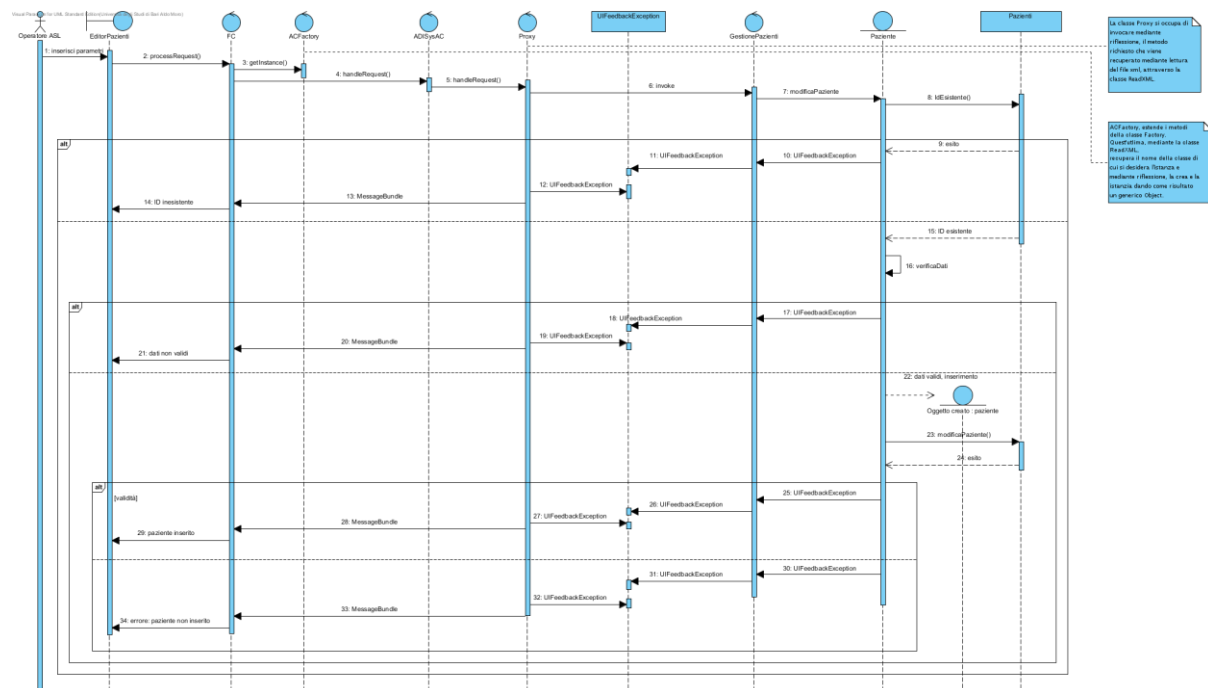 Visual Paradigm for UML Standard Edition(Università degli Studi di Bari Aldo Moro)
Operatore ASL
EditorPazienti
FC
ACFactory
ADISysAC
Proxy
UIFeedbackException
GestionePazienti
Paziente
Pazienti
La classe Proxy si occupa di
invocare mediante
riflessione, il metodo
richiesto che viene
recuperato mediante lettura
del file xml, attraverso la
classe ReadXML.
ACFactory, estende i metodi
della classe Factory.
Quest'ultima, mediante la classe
ReadXML,
recupera il nome della classe di
cui si desidera l'istanza e
mediante riflessione, la crea e la
istanzia dando come risultato
un generico Object.
1: inserisci parametri
2: processRequest()
3: getInstance()
4: handleRequest()
5: handleRequest()
6: invoke
7: modificaPaziente
8: IdEsistente()
alt
9: esito
10: UIFeedbackException
11: UIFeedbackException
12: UIFeedbackException
13: MessageBundle
14: ID inesistente
15: ID esistente
16: verificaDati
alt
17: UIFeedbackException
18: UIFeedbackException
19: UIFeedbackException
20: MessageBundle
21: dati non validi
22: dati validi, inserimento
Oggetto creato : paziente
23: modificaPaziente()
24: esito
alt
[validità]
25: UIFeedbackException
26: UIFeedbackException
27: UIFeedbackException
28: MessageBundle
29: paziente inserito
30: UIFeedbackException
31: UIFeedbackException
32: UIFeedbackException
33: MessageBundle
34: errore: paziente non inserito